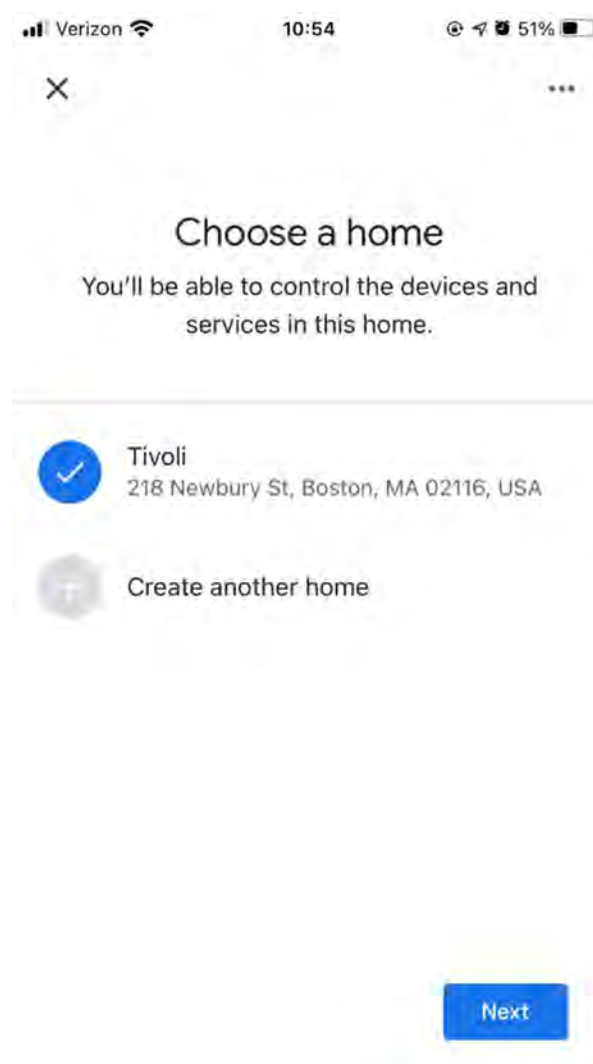 Verizon 10:54 51%
Choose a home
You'll be able to control the devices and
services in this home.
Tivoli
218 Newbury St, Boston, MA 02116, USA
Create another home
Next